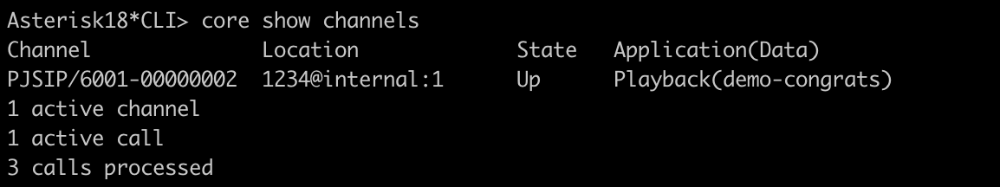 Asterisk18*CLI> core show channels
Channel              Location             State   Application(Data)
PJSIP/6001-00000002  1234@internal:1      Up      Playback(demo-congrats)
1 active channel
1 active call
3 calls processed